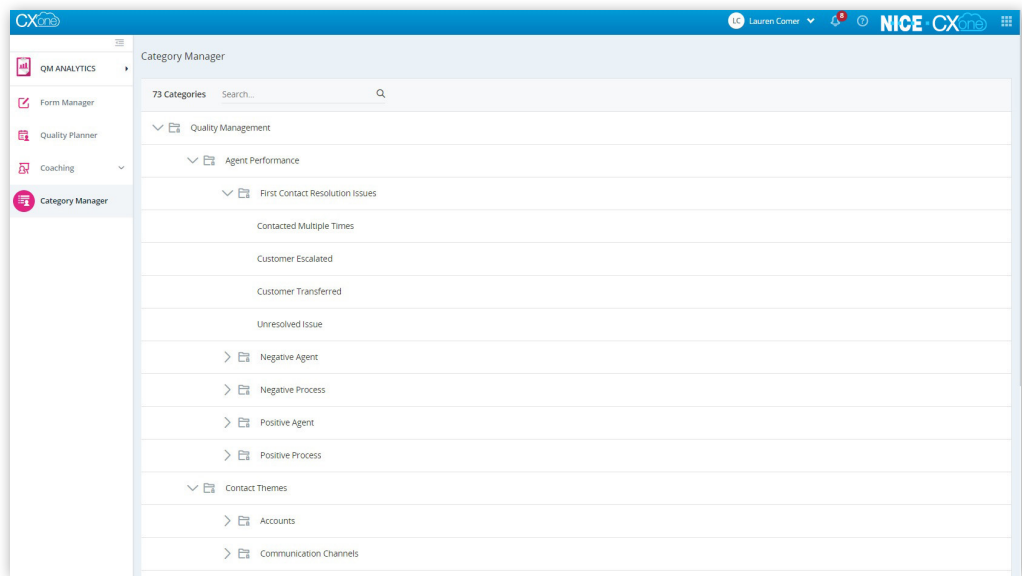 CXone
LC Lauren Comer 8 NICE · CXone
QM ANALYTICS
Form Manager
Quality Planner
Coaching
Category Manager
Category Manager
73 Categories Search...
Quality Management
Agent Performance
First Contact Resolution Issues
Contacted Multiple Times
Customer Escalated
Customer Transferred
Unresolved Issue
Negative Agent
Negative Process
Positive Agent
Positive Process
Contact Themes
Accounts
Communication Channels